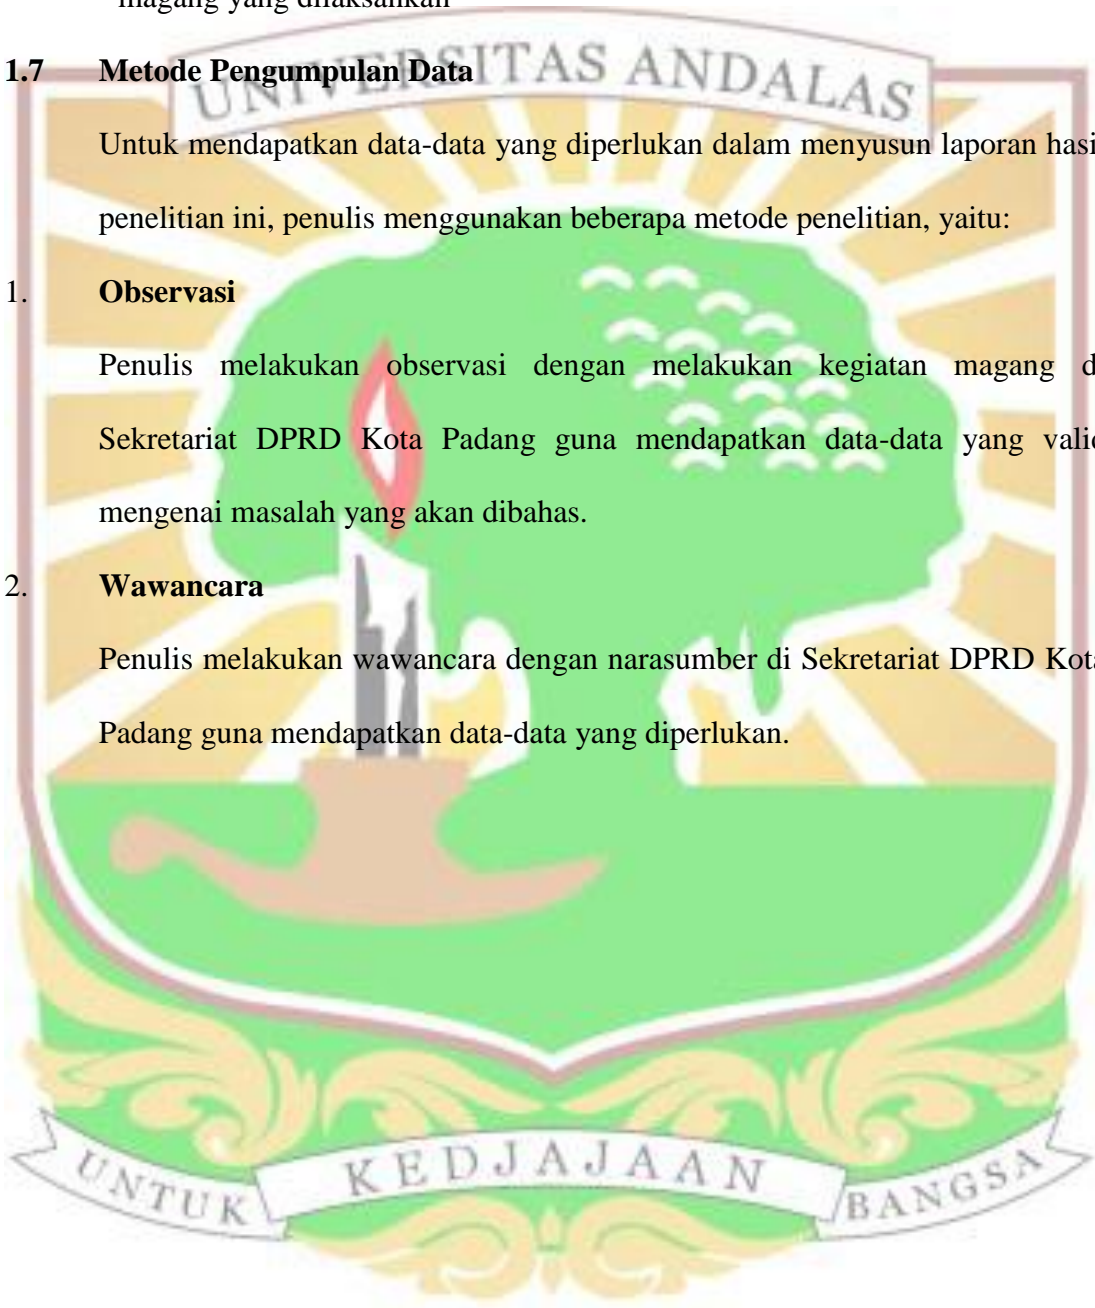 magang yang dilaksankan
UNIVERSITAS ANDALAS
1.7 Metode Pengumpulan Data
Untuk mendapatkan data-data yang diperlukan dalam menyusun laporan hasi
penelitian ini, penulis menggunakan beberapa metode penelitian, yaitu:
1. Observasi
Penulis melakukan observasi dengan melakukan kegiatan magang d
Sekretariat DPRD Kota Padang guna mendapatkan data-data yang valid
mengenai masalah yang akan dibahas.
2. Wawancara
Penulis melakukan wawancara dengan narasumber di Sekretariat DPRD Kota
Padang guna mendapatkan data-data yang diperlukan.
UNTUK KEDJAJAAN BANGSA